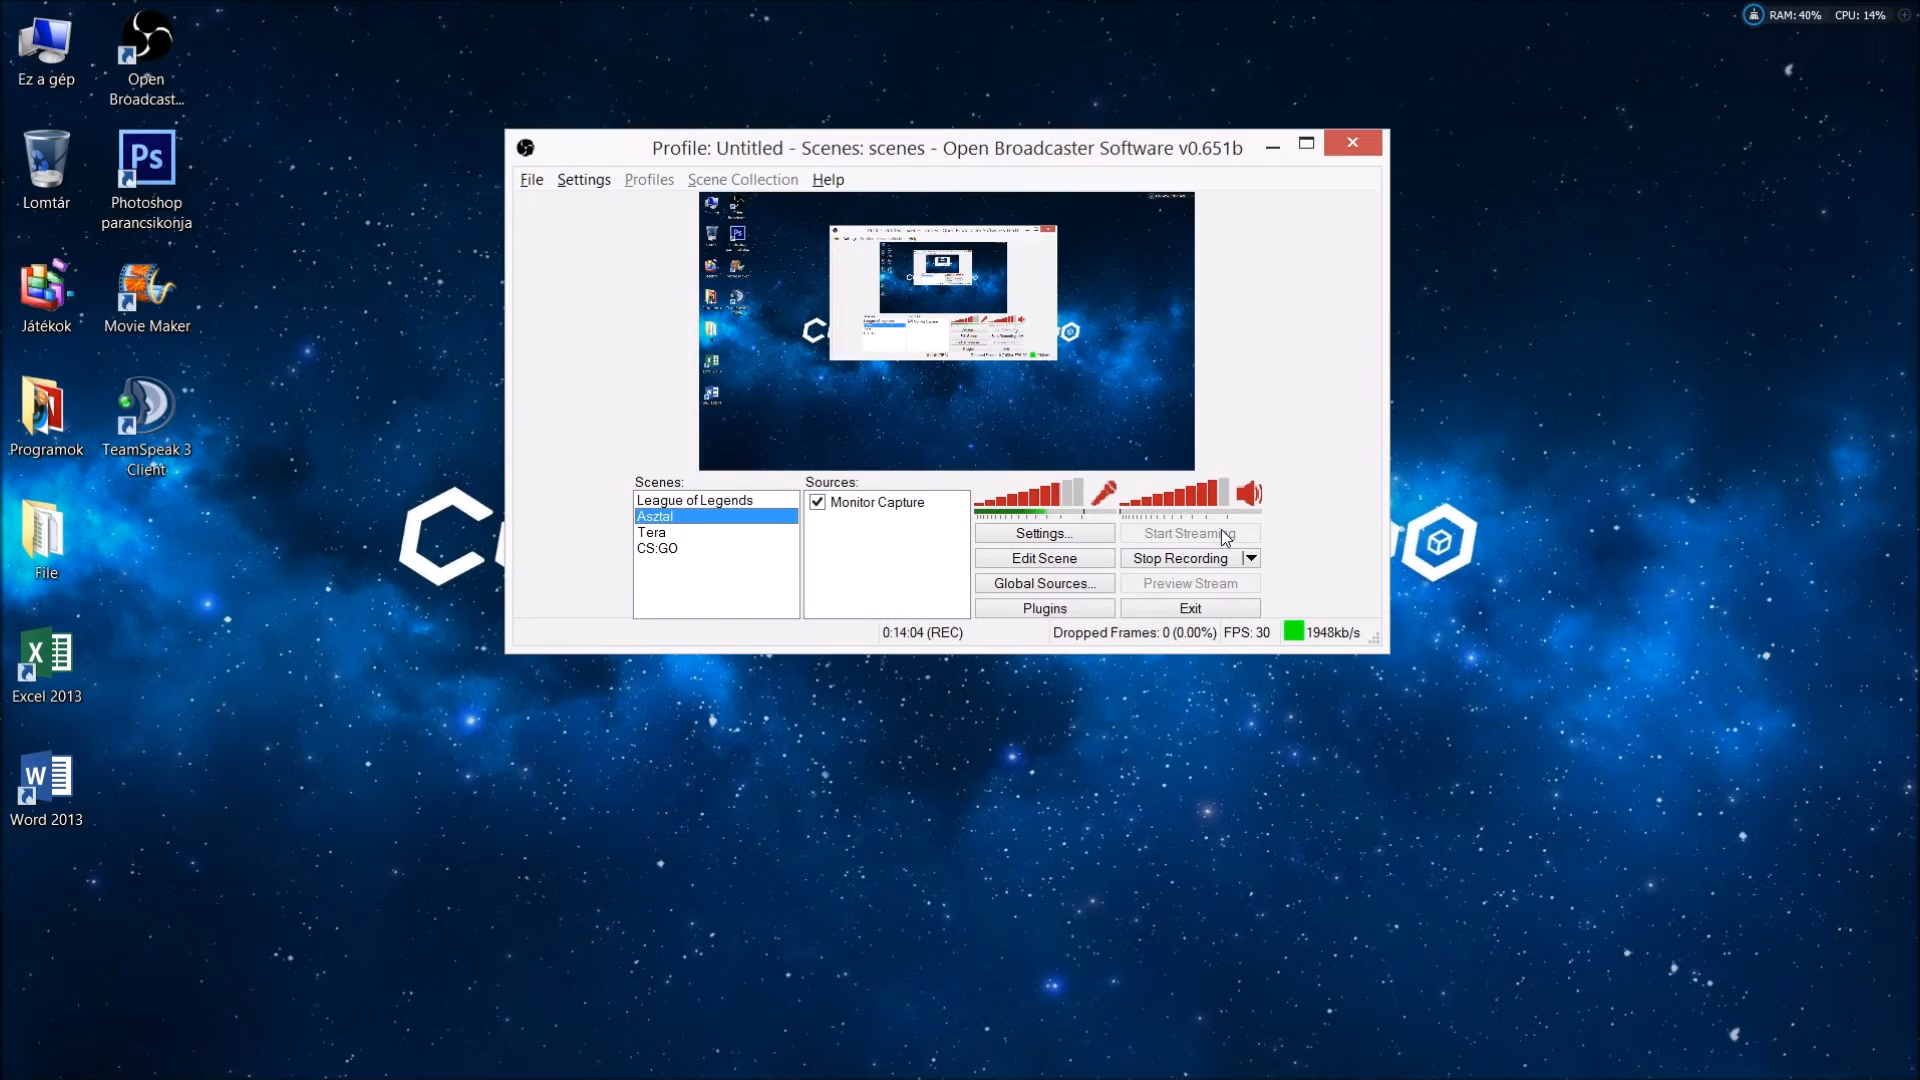 RAM: 40% CPU: 14%
Ez a gép
Open
Broadcast...
Lomtár
Photoshop
parancsikonja
Játékok
Movie Maker
Programok
TeamSpeak 3
Client
File
Excel 2013
Word 2013
Profile: Untitled - Scenes: scenes - Open Broadcaster Software v0.651b
File Settings Profiles Scene Collection Help
Scenes:
League of Legends
Asztal
Tera
CS:GO
Sources:
Monitor Capture
Settings...
Start Streaming
Edit Scene
Stop Recording
Global Sources...
Preview Stream
Plugins
Exit
0:14:04 (REC)
Dropped Frames: 0 (0.00%) FPS: 30 1948kb/s